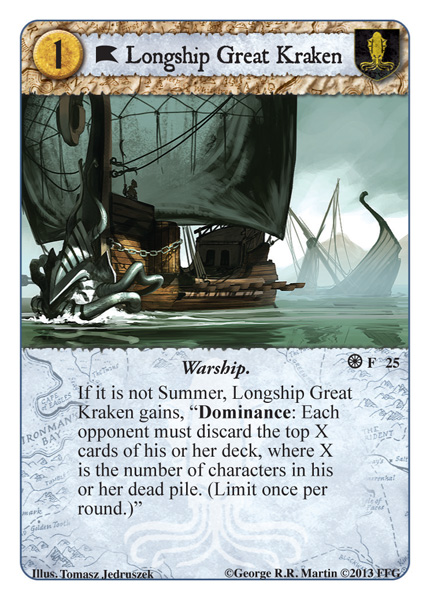 1 Longship Great Kraken
Warship.
F 25
If it is not Summer, Longship Great
Kraken gains, “Dominance: Each
opponent must discard the top X
cards of his or her deck, where X
is the number of characters in his
or her dead pile. (Limit once per
round.)”
IRONMAN'S
BAY
Illus. Tomasz Jedruszek ©George R.R. Martin ©2013 FFG